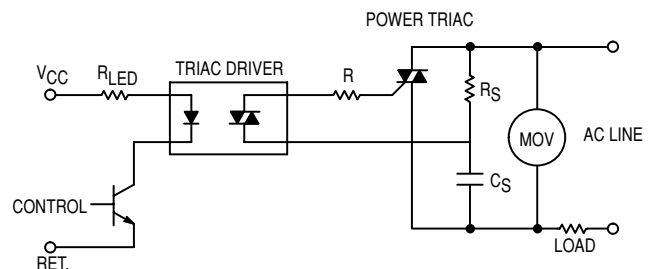 POWER TRIAC
VCC
RLED
TRIAC DRIVER
R
RS
MOV
AC LINE
CS
CONTROL
RET.
LOAD